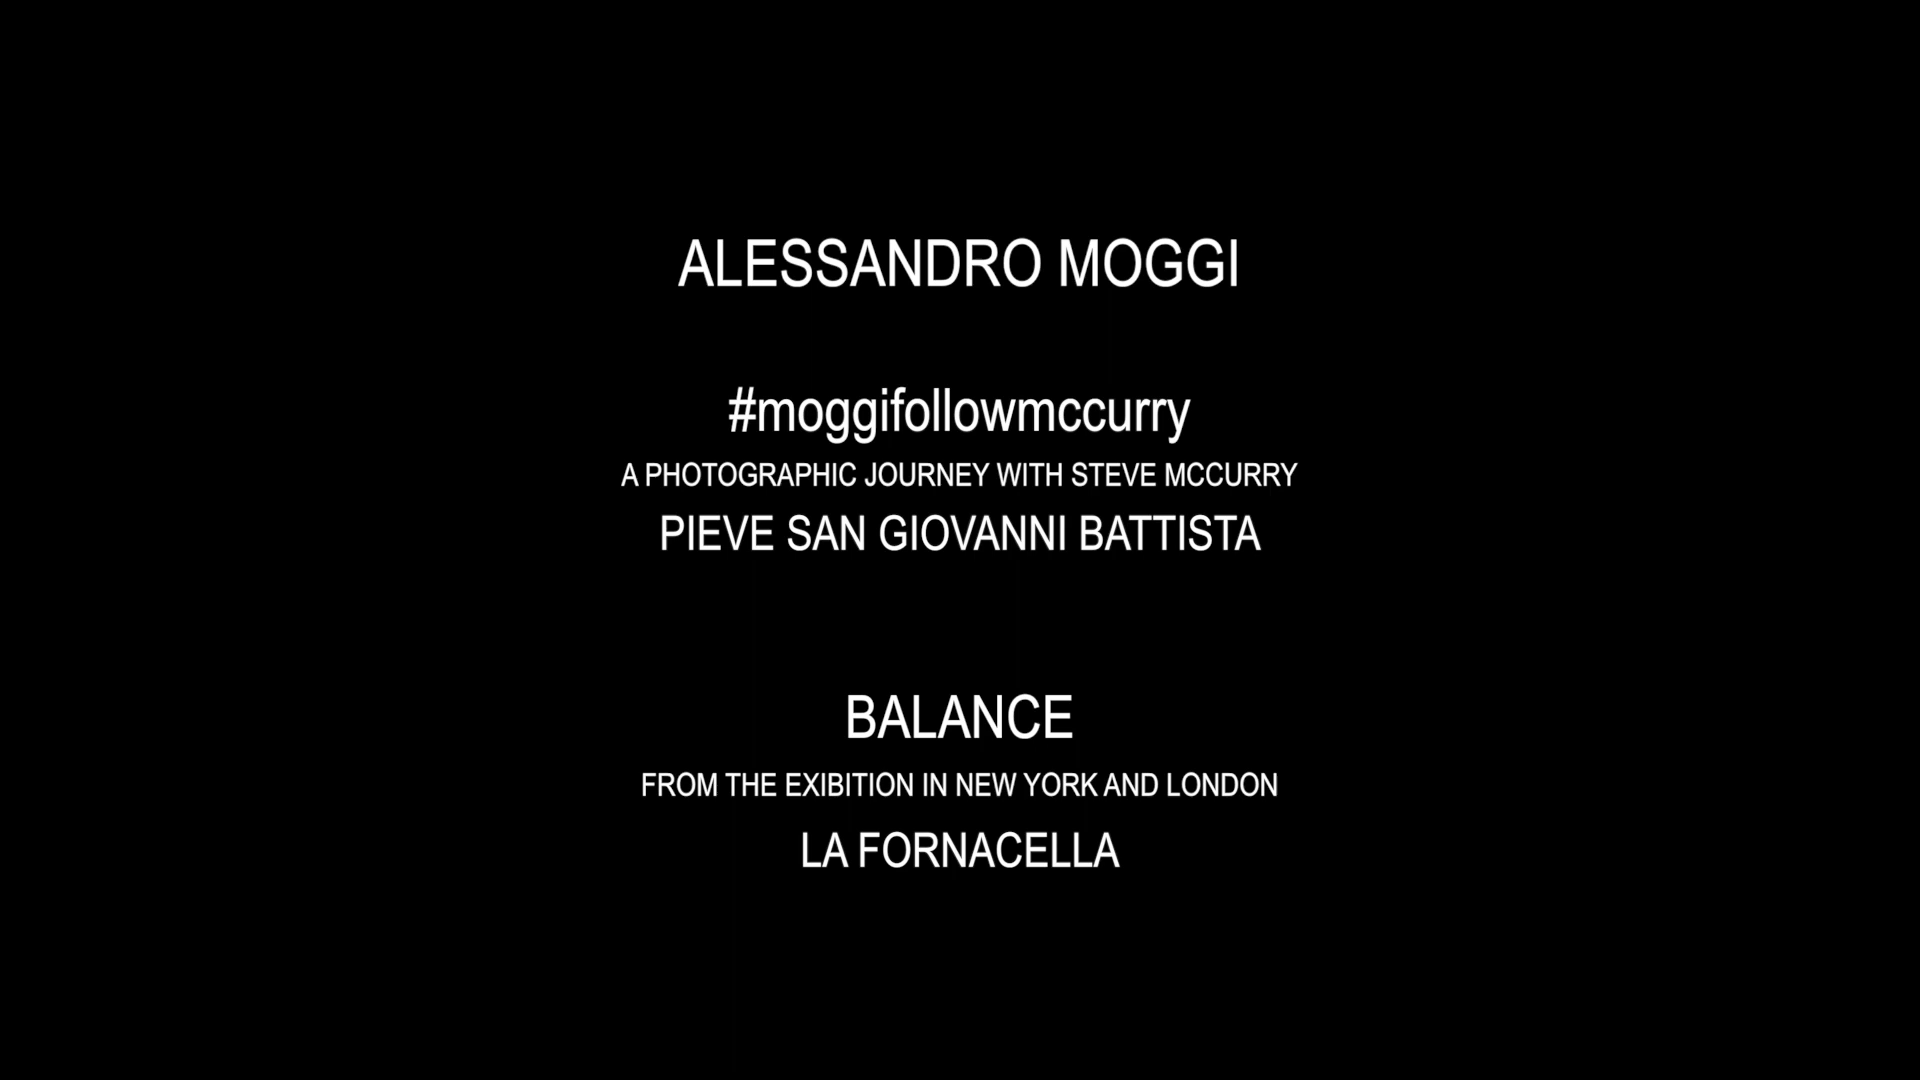 ALESSANDRO MOGGI
#moggifollowmccurry
A PHOTOGRAPHIC JOURNEY WITH STEVE MCCURRY
PIEVE SAN GIOVANNI BATTISTA
BALANCE
FROM THE EXIBITION IN NEW YORK AND LONDON
LA FORNACELLA